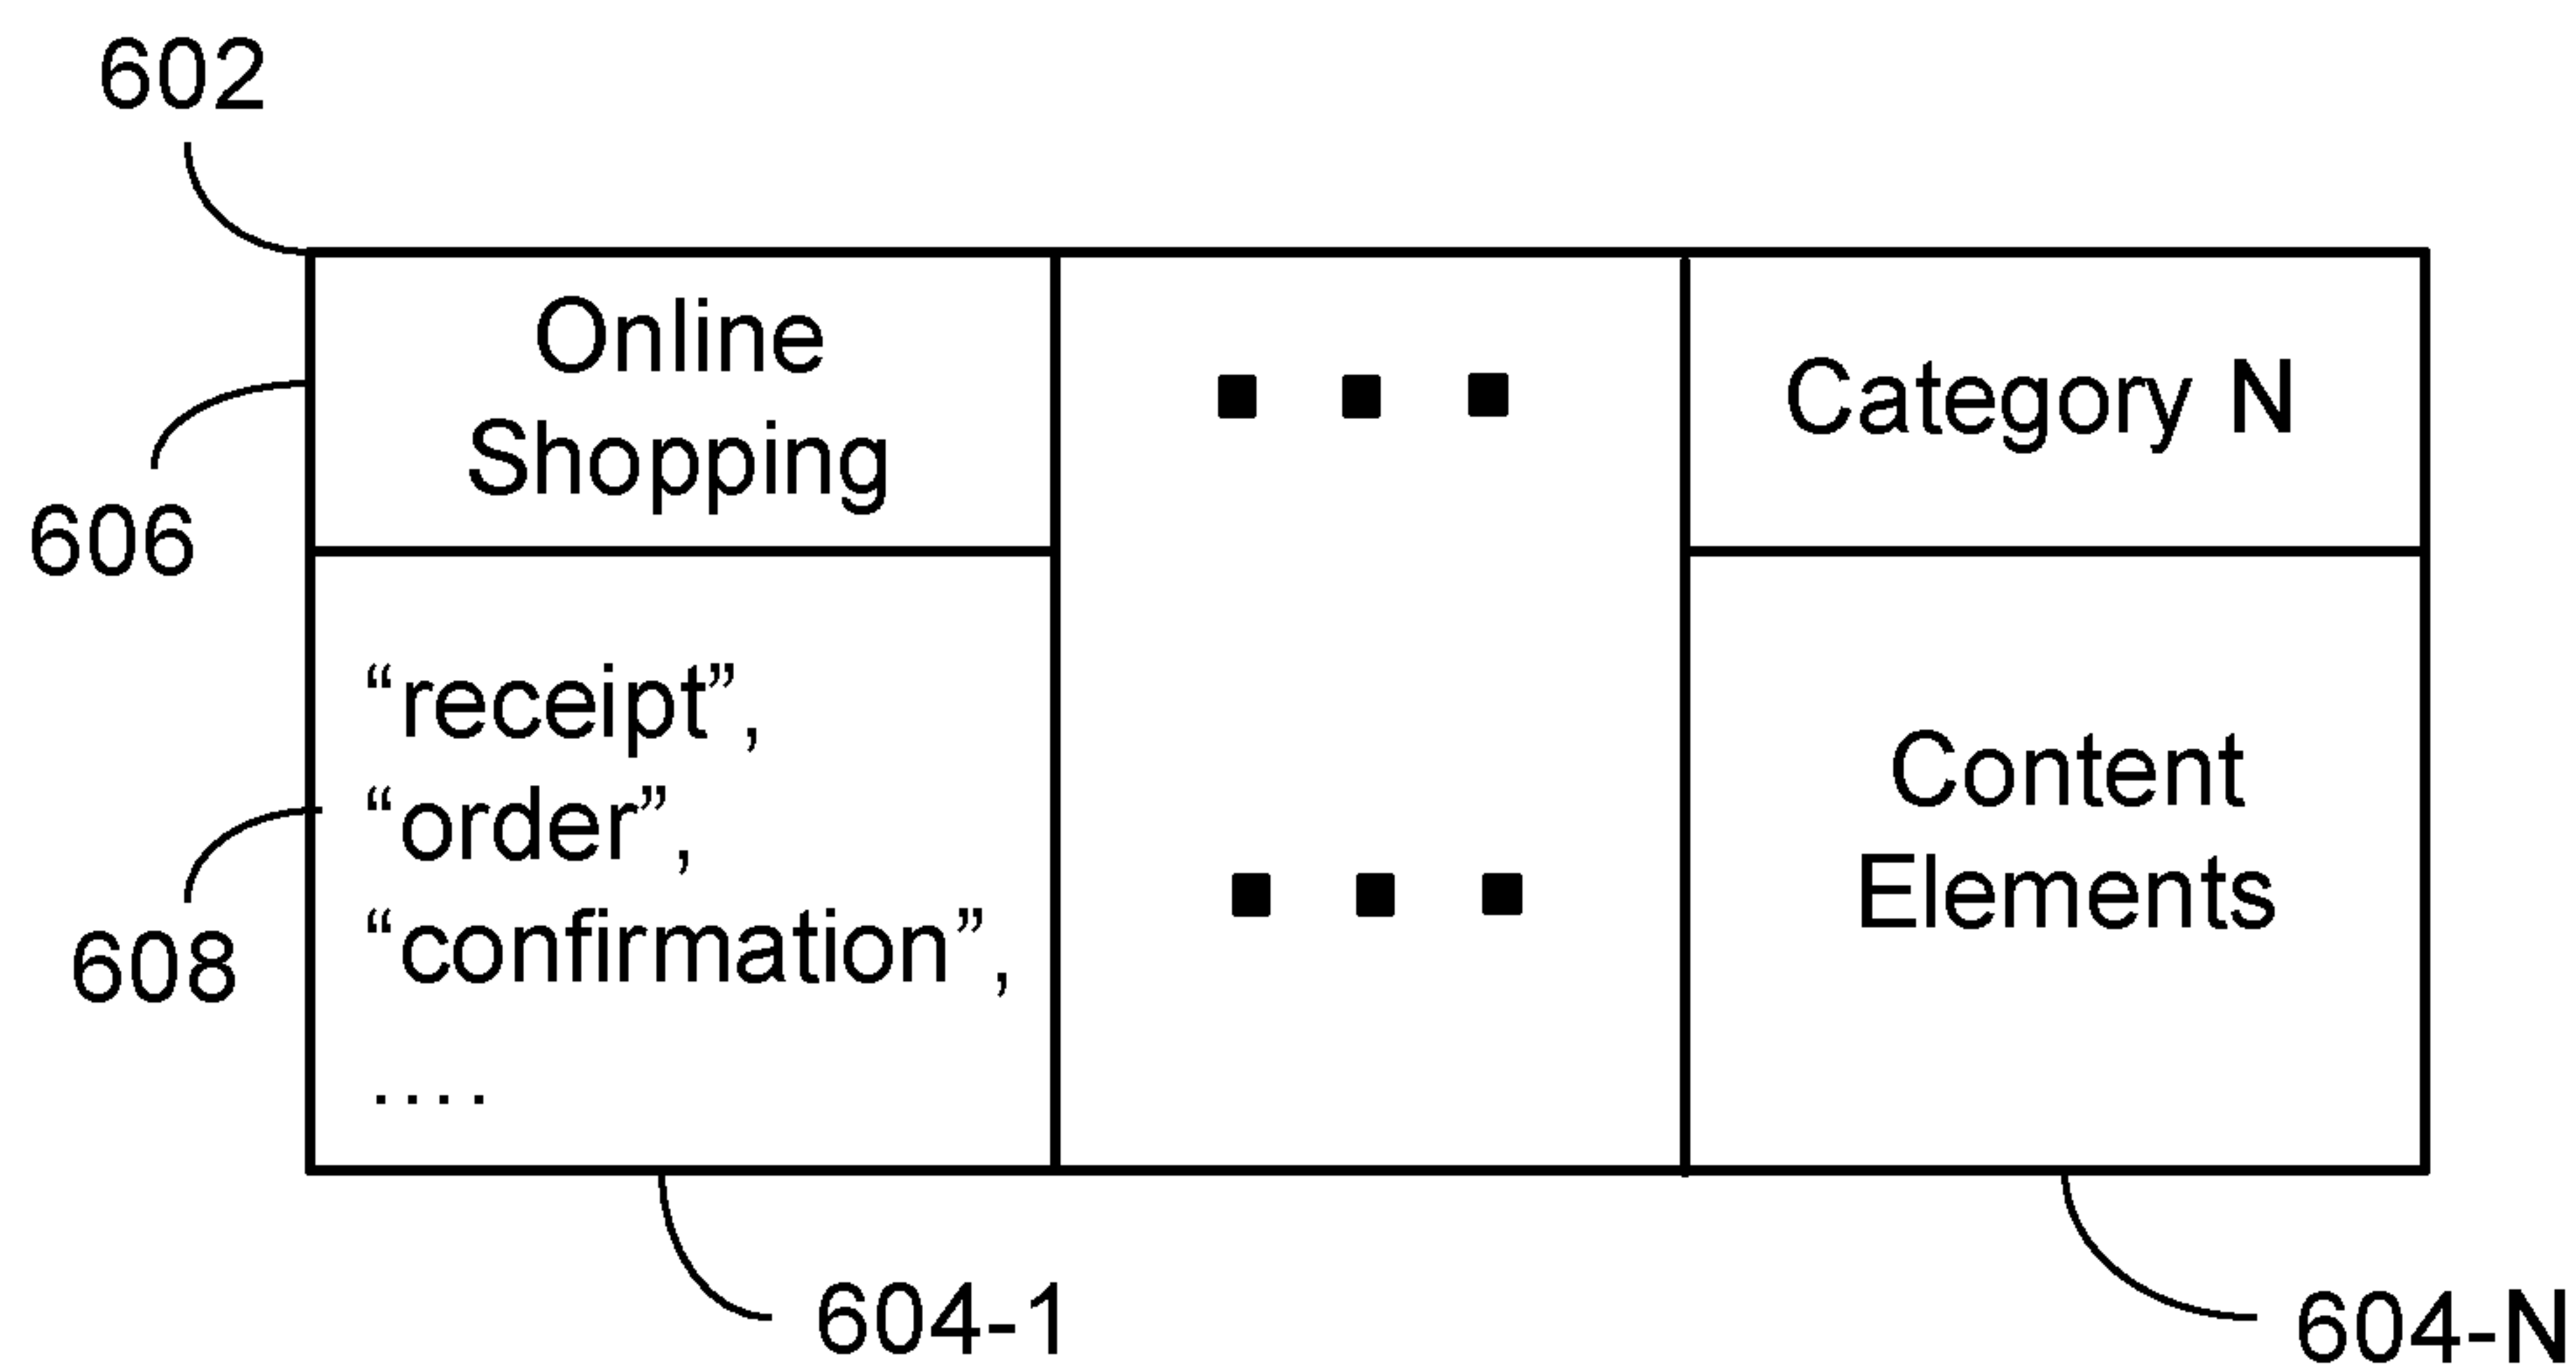 602
Online
Shopping
▪ ▪ ▪
Category N
606
“receipt”,
“order”,
“confirmation”,
....
608
▪ ▪ ▪
Content
Elements
604-1
604-N